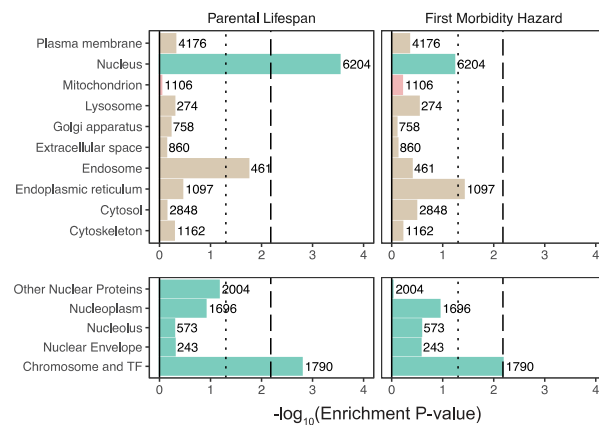 Parental Lifespan First Morbidity Hazard
Plasma membrane 4176 4176
Nucleus 6204 6204
Mitochondrion 1106 1106
Lysosome 274 274
Golgi apparatus 758 758
Extracellular space 860 860
Endosome 461 461
Endoplasmic reticulum 1097 1097
Cytosol 2848 2848
Cytoskeleton 1162 1162
0 1 2 3 4 0 1 2 3 4
Other Nuclear Proteins 2004 2004
Nucleoplasm 1696 1696
Nucleolus 573 573
Nuclear Envelope 243 243
Chromosome and TF 1790 1790
0 1 2 3 4 0 1 2 3 4
-log10(Enrichment P-value)